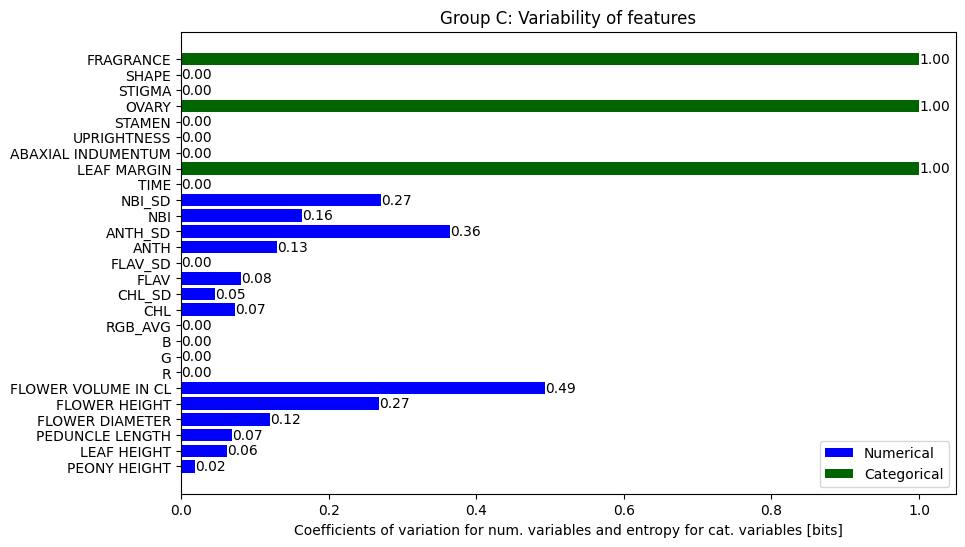 Group C: Variability of features
FRAGRANCE 1.00
SHAPE 0.00
STIGMA 0.00
OVARY 1.00
STAMEN 0.00
UPRIGHTNESS 0.00
ABAXIAL INDUMENTUM 0.00
LEAF MARGIN 1.00
TIME 0.00
NBI_SD 0.27
NBI 0.16
ANTH_SD 0.36
ANTH 0.13
FLAV_SD 0.00
FLAV 0.08
CHL_SD 0.05
CHL 0.07
RGB_AVG 0.00
B 0.00
G 0.00
R 0.00
FLOWER VOLUME IN CL 0.49
FLOWER HEIGHT 0.27
FLOWER DIAMETER 0.12
PEDUNCLE LENGTH 0.07
LEAF HEIGHT 0.06
PEONY HEIGHT 0.02
Numerical
Categorical
0.0 0.2 0.4 0.6 0.8 1.0
Coefficients of variation for num. variables and entropy for cat. variables [bits]